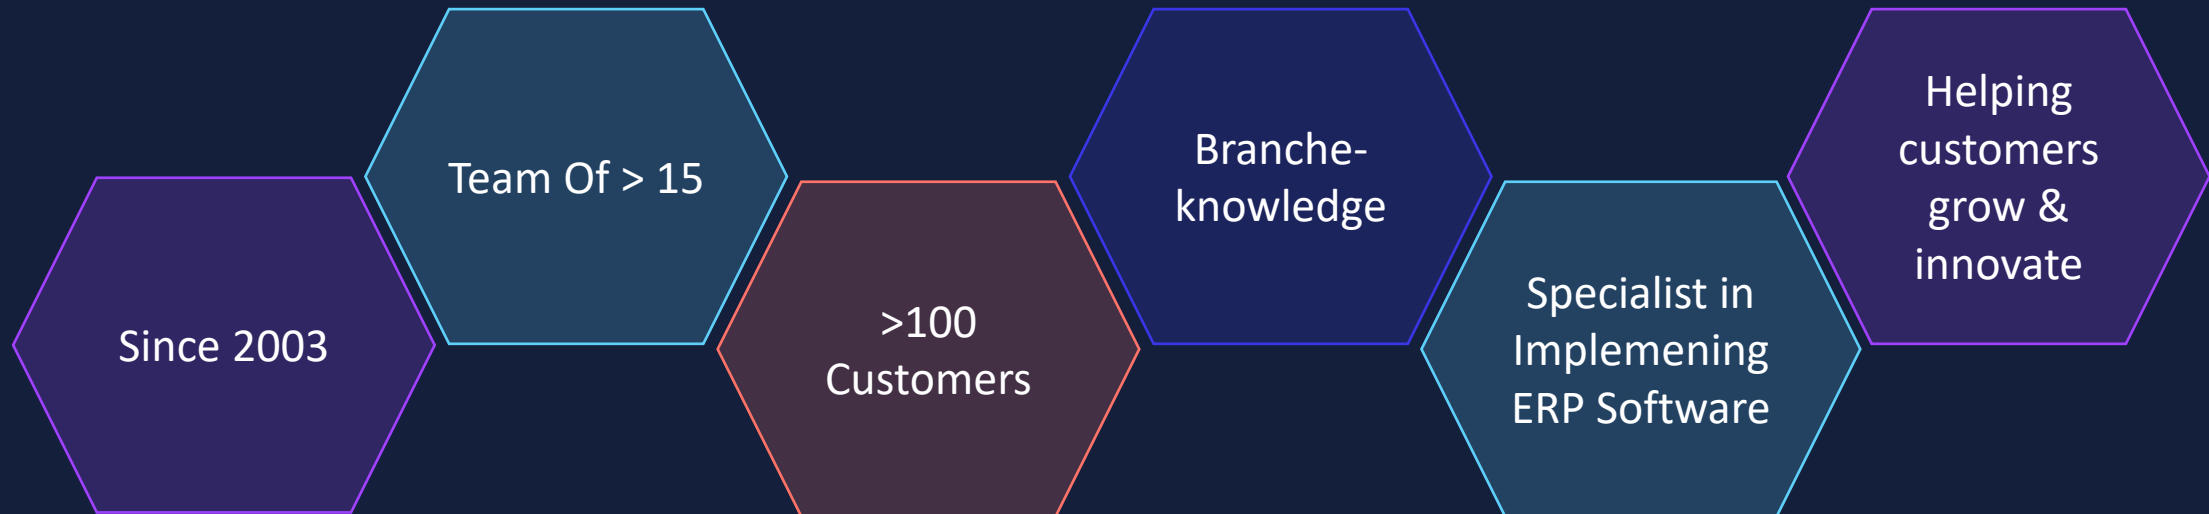 Since 2003
Team Of > 15
>100
Customers
Branche-
knowledge
Specialist in
Implemening
ERP Software
Helping
customers
grow &
innovate